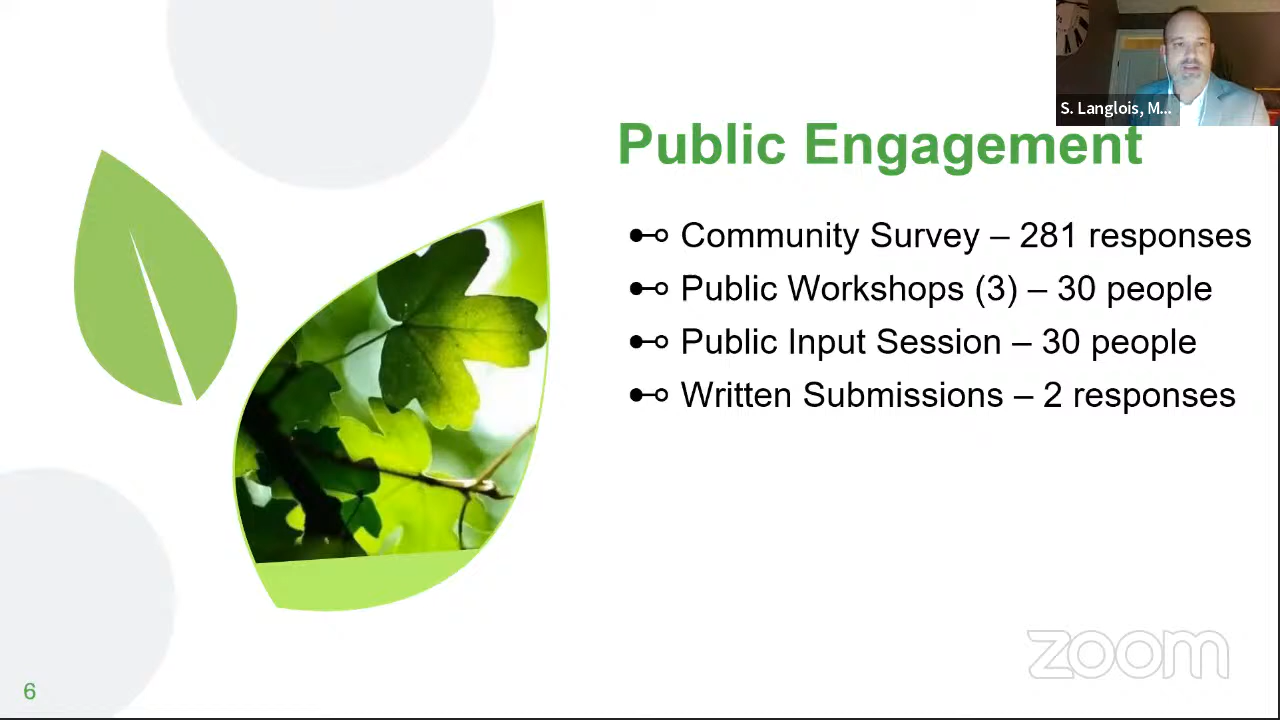 S. Langlois, M...
Public Engagement
Community Survey – 281 responses
Public Workshops (3) – 30 people
Public Input Session – 30 people
Written Submissions – 2 responses
zoom
6